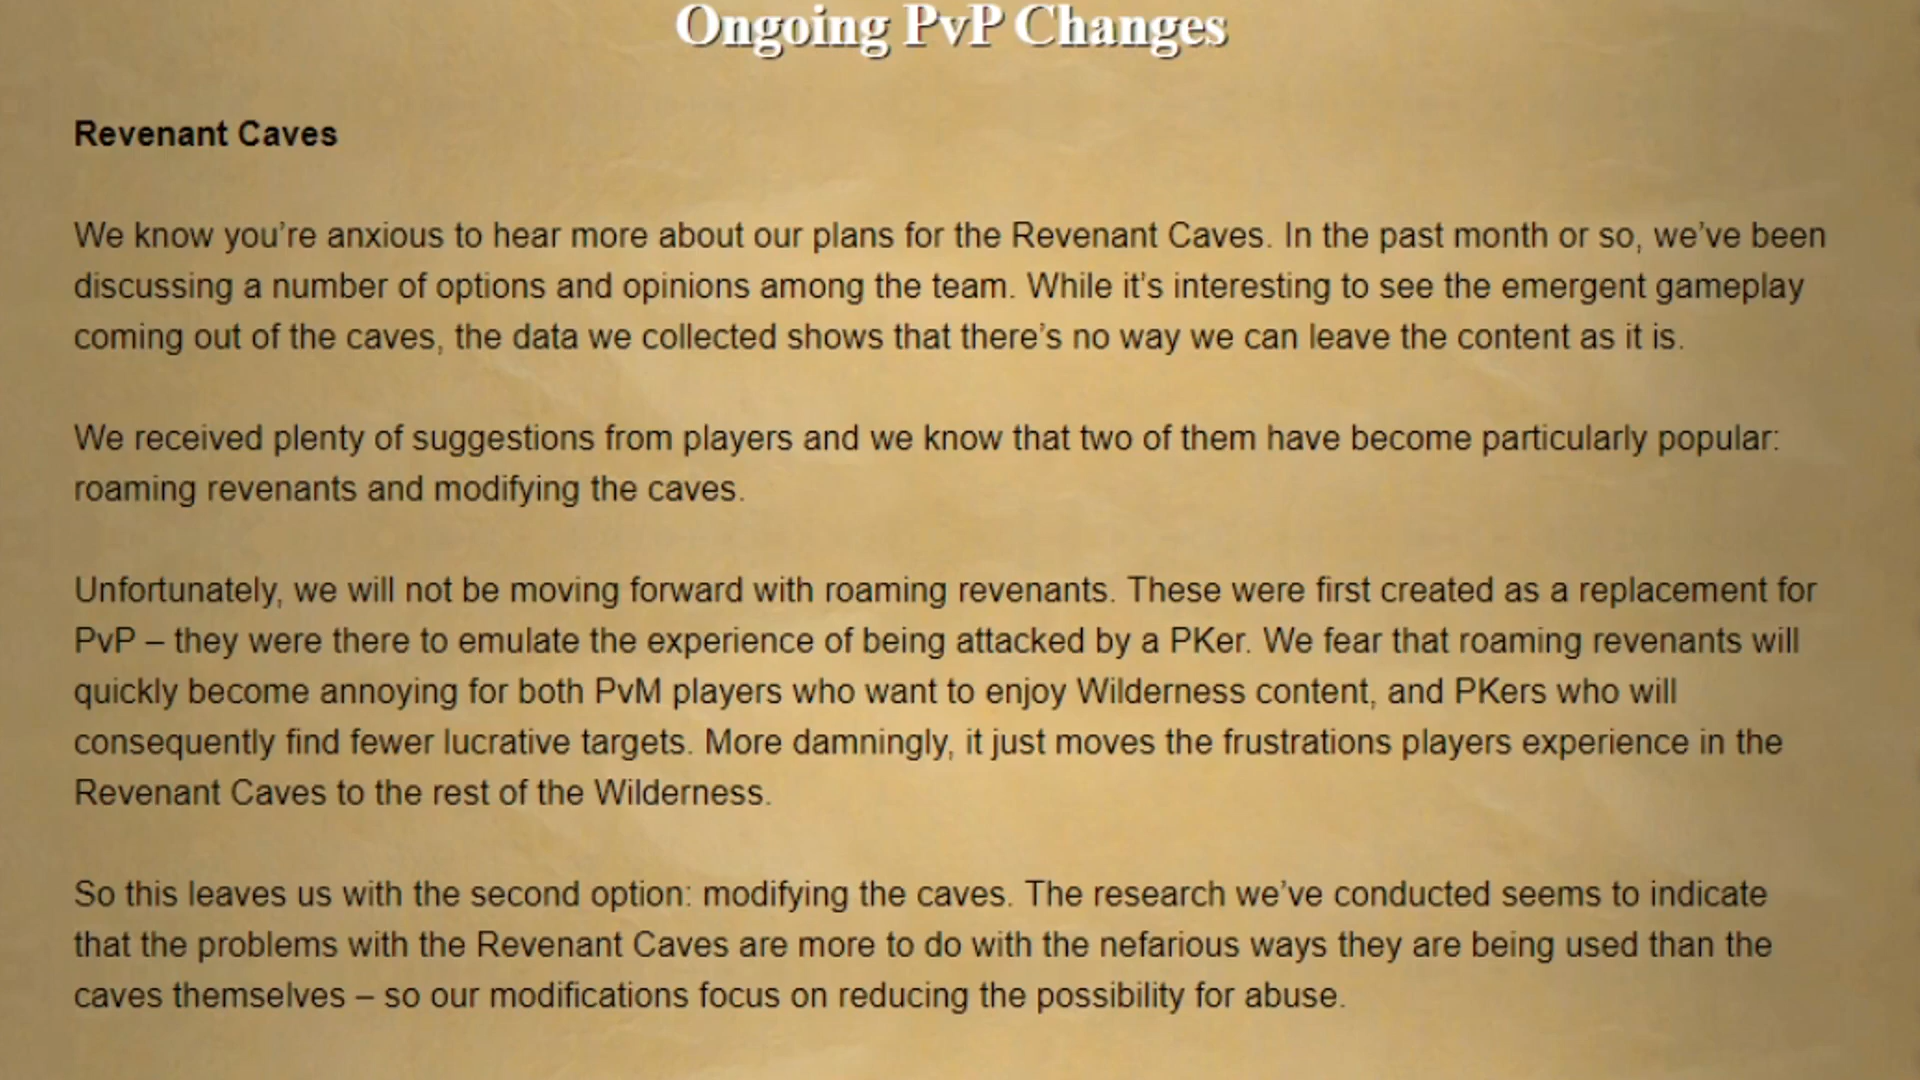 Ongoing PvP Changes
Revenant Caves
We know you're anxious to hear more about our plans for the Revenant Caves. In the past month or so, we've been
discussing a number of options and opinions among the team. While it's interesting to see the emergent gameplay
coming out of the caves, the data we collected shows that there's no way we can leave the content as it is.
We received plenty of suggestions from players and we know that two of them have become particularly popular:
roaming revenants and modifying the caves.
Unfortunately, we will not be moving forward with roaming revenants. These were first created as a replacement for
PvP – they were there to emulate the experience of being attacked by a PKer. We fear that roaming revenants will
quickly become annoying for both PvM players who want to enjoy Wilderness content, and PKers who will
consequently find fewer lucrative targets. More damningly, it just moves the frustrations players experience in the
Revenant Caves to the rest of the Wilderness.
So this leaves us with the second option: modifying the caves. The research we've conducted seems to indicate
that the problems with the Revenant Caves are more to do with the nefarious ways they are being used than the
caves themselves – so our modifications focus on reducing the possibility for abuse.